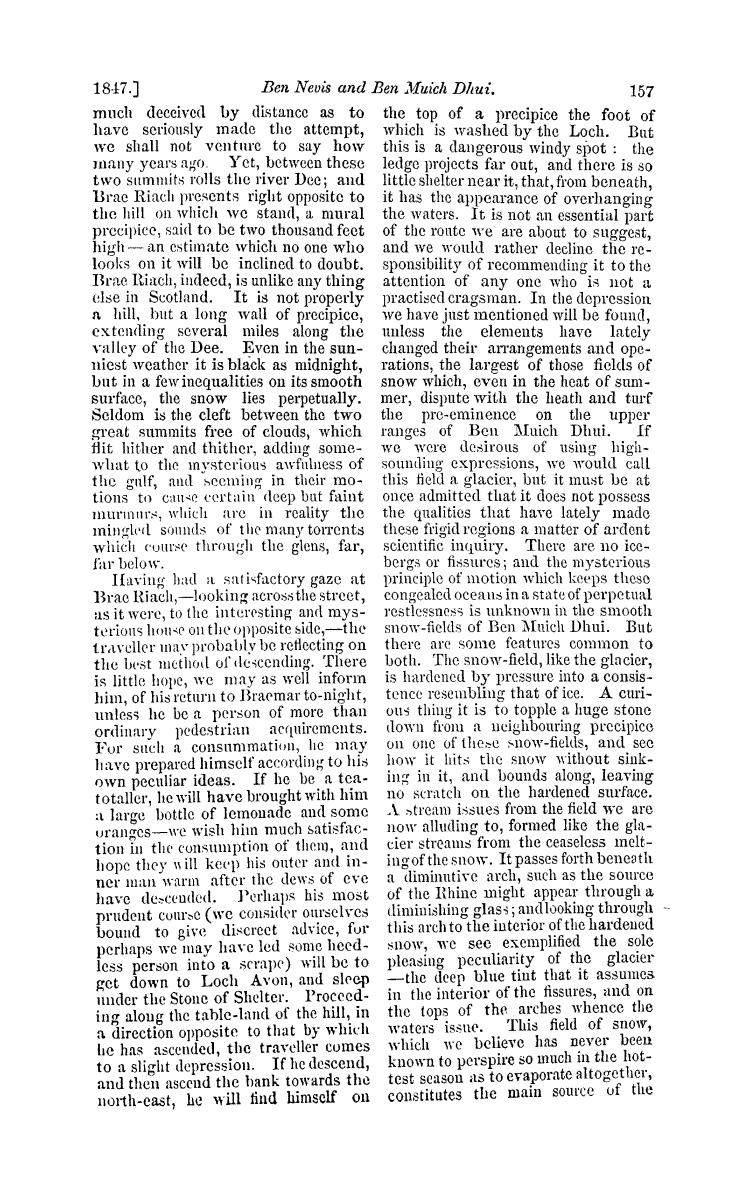 1847.] Ben Nevis and Ben Muich Dhui. 157
much deceived by distance as to
have seriously made the attempt,
we shall not venture to say how
many years ago. Yet, between these
two summits rolls the river Dee; and
Brae Riach presents right opposite to
the hill on which we stand, a mural
precipice, said to be two thousand feet
high — an estimate which no one who
looks on it will be inclined to doubt.
Brae Riach, indeed, is unlike any thing
else in Scotland. It is not properly
a hill, but a long wall of precipice,
extending several miles along the
valley of the Dee. Even in the sun-
niest weather it is black as midnight,
but in a few inequalities on its smooth
surface, the snow lies perpetually.
Seldom is the cleft between the two
great summits free of clouds, which
flit hither and thither, adding some-
what to the mysterious awfulness of
the gulf, and seeming in their mo-
tions to cause certain deep but faint
murmurs, which are in reality the
mingled sounds of the many torrents
which course through the glens, far,
far below.
Having had a satisfactory gaze at
Brae Riach,—looking across the street,
as it were, to the interesting and mys-
terious house on the opposite side,—the
traveller may probably be reflecting on
the best method of descending. There
is little hope, we may as well inform
him, of his return to Braemar to-night,
unless he be a person of more than
ordinary pedestrian acquirements.
For such a consummation, he may
have prepared himself according to his
own peculiar ideas. If he be a tea-
totaller, he will have brought with him
a large bottle of lemonade and some
oranges—we wish him much satisfac-
tion in the consumption of them, and
hope they will keep his outer and in-
ner man warm after the dews of eve
have descended. Perhaps his most
prudent course (we consider ourselves
bound to give discreet advice, for
perhaps we may have led some heed-
less person into a scrape) will be to
get down to Loch Avon, and sleep
under the Stone of Shelter. Proceed-
ing along the table-land of the hill, in
a direction opposite to that by which
he has ascended, the traveller comes
to a slight depression. If he descend,
and then ascend the bank towards the
north-east, he will find himself on
the top of a precipice the foot of
which is washed by the Loch. But
this is a dangerous windy spot : the
ledge projects far out, and there is so
little shelter near it, that, from beneath,
it has the appearance of overhanging
the waters. It is not an essential part
of the route we are about to suggest,
and we would rather decline the re-
sponsibility of recommending it to the
attention of any one who is not a
practised cragsman. In the depression
we have just mentioned will be found,
unless the elements have lately
changed their arrangements and ope-
rations, the largest of those fields of
snow which, even in the heat of sum-
mer, dispute with the heath and turf
the pre-eminence on the upper
ranges of Ben Muich Dhui. If
we were desirous of using high-
sounding expressions, we would call
this field a glacier, but it must be at
once admitted that it does not possess
the qualities that have lately made
these frigid regions a matter of ardent
scientific inquiry. There are no ice-
bergs or fissures; and the mysterious
principle of motion which keeps these
congealed oceans in a state of perpetual
restlessness is unknown in the smooth
snow-fields of Ben Muich Dhui. But
there are some features common to
both. The snow-field, like the glacier,
is hardened by pressure into a consis-
tence resembling that of ice. A curi-
ous thing it is to topple a huge stone
down from a neighbouring precipice
on one of these snow-fields, and see
how it hits the snow without sink-
ing in it, and bounds along, leaving
no scratch on the hardened surface.
A stream issues from the field we are
now alluding to, formed like the gla-
cier streams from the ceaseless melt-
ing of the snow. It passes forth beneath
a diminutive arch, such as the source
of the Rhine might appear through a
diminishing glass; and looking through
this arch to the interior of the hardened
snow, we see exemplified the sole
pleasing peculiarity of the glacier
—the deep blue tint that it assumes
in the interior of the fissures, and on
the tops of the arches whence the
waters issue. This field of snow,
which we believe has never been
known to perspire so much in the hot-
test season as to evaporate altogether,
constitutes the main source of the